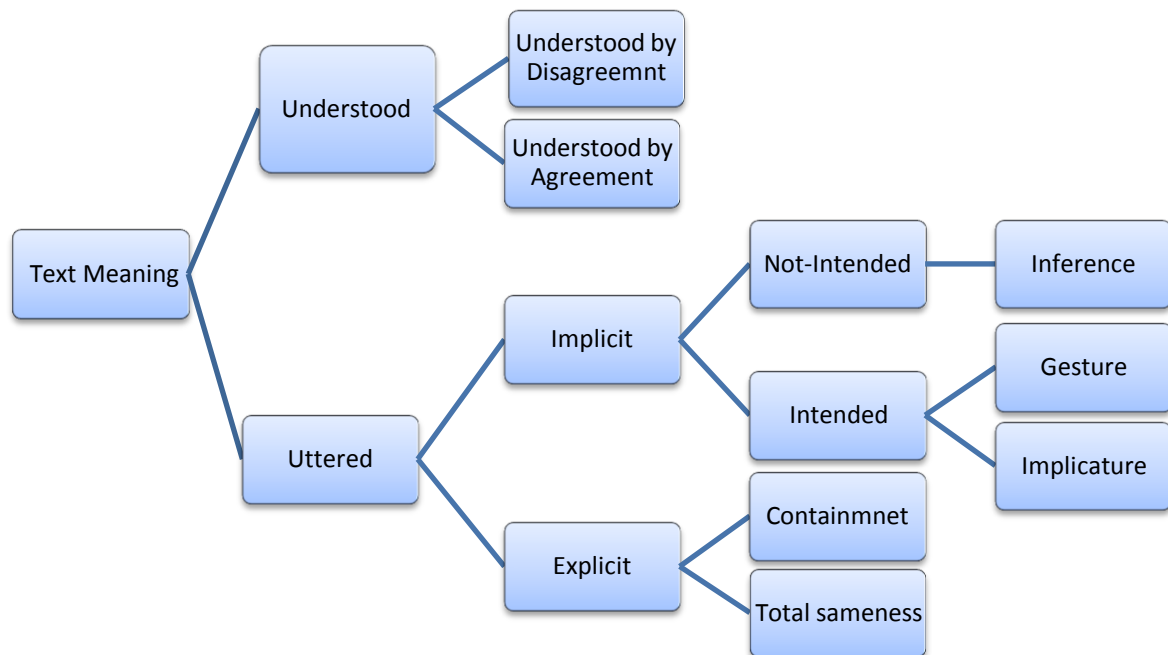 Understood by
Disagreemnt
Understood
Understood by
Agreement
Text Meaning
Not-Intended
Inference
Implicit
Gesture
Intended
Uttered
Implicature
Containmnet
Explicit
Total sameness